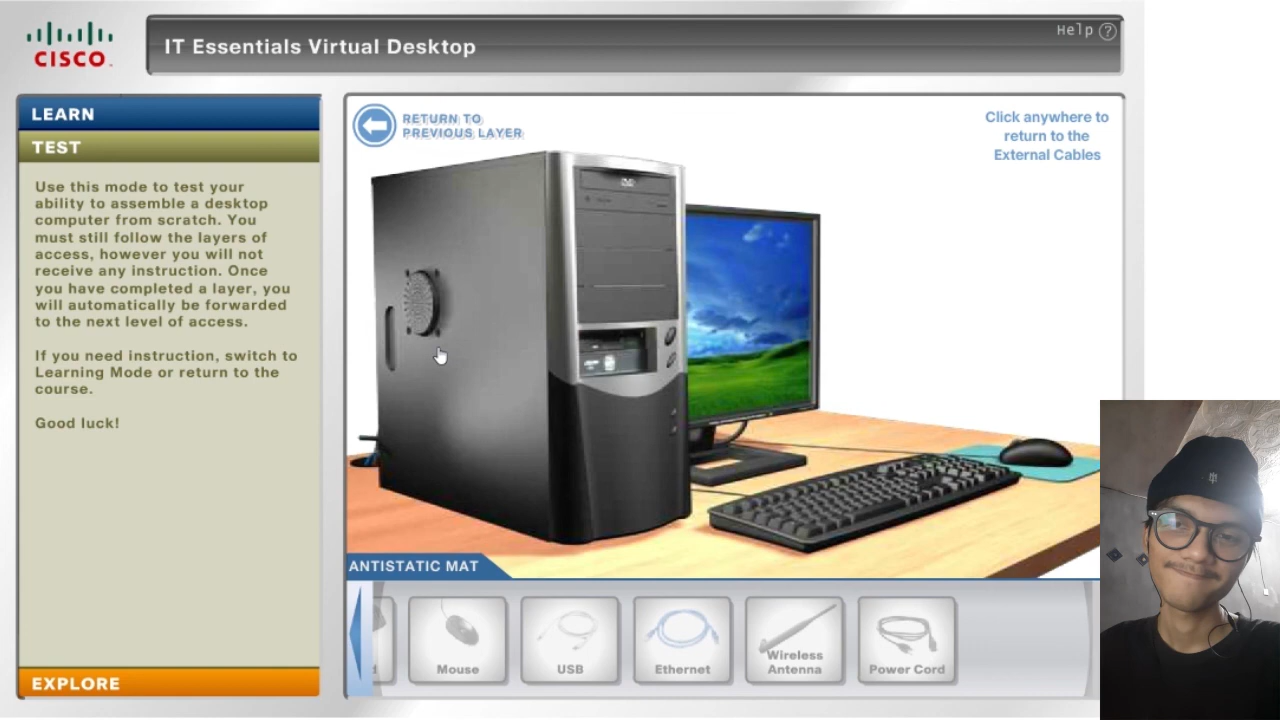 CISCO
IT Essentials Virtual Desktop
Help ?
LEARN
TEST
Use this mode to test your
ability to assemble a desktop
computer from scratch. You
must still follow the layers of
access, however you will not
receive any instruction. Once
you have completed a layer, you
will automatically be forwarded
to the next level of access.
If you need instruction, switch to
Learning Mode or return to the
course.
Good luck!
EXPLORE
RETURN TO
PREVIOUS LAYER
Click anywhere to
return to the
External Cables
ANTISTATIC MAT
d
Mouse
USB
Ethernet
Wireless
Antenna
Power Cord